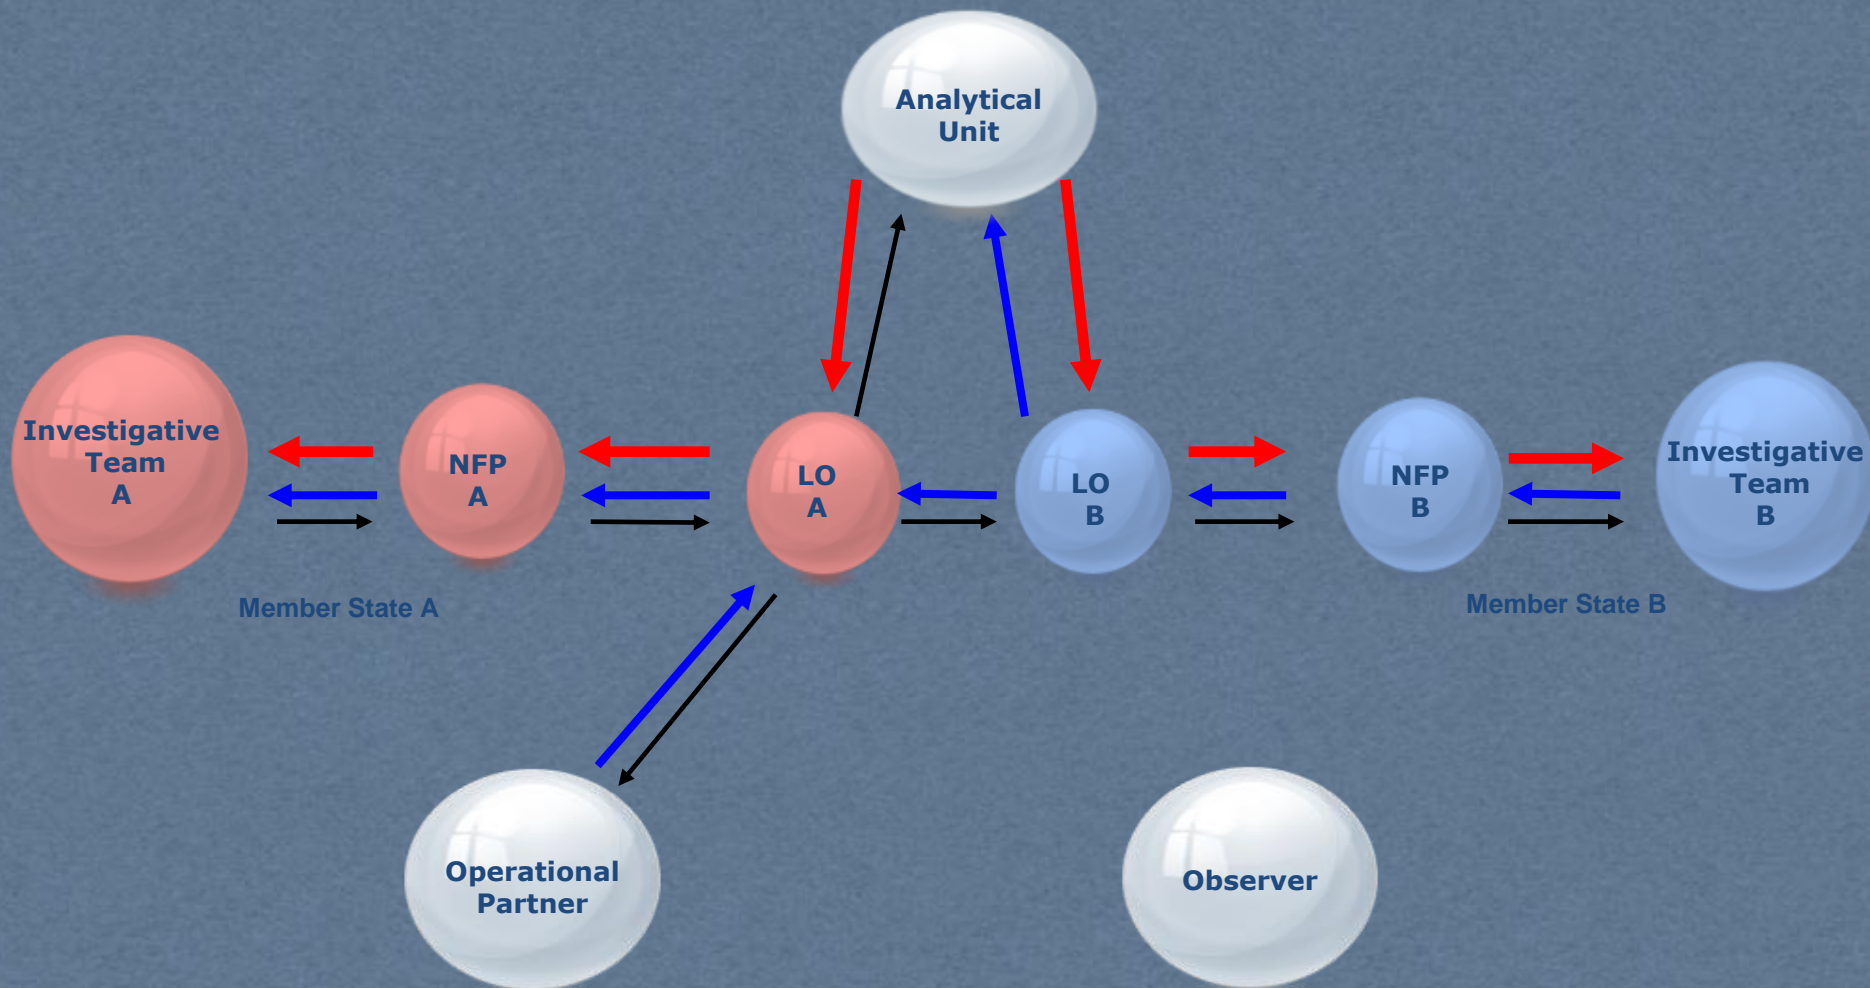 Analytical
Unit
Investigative
Team
A
NFP
A
LO
A
LO
B
NFP
B
Investigative
Team
B
Member State A
Member State B
Operational
Partner
Observer